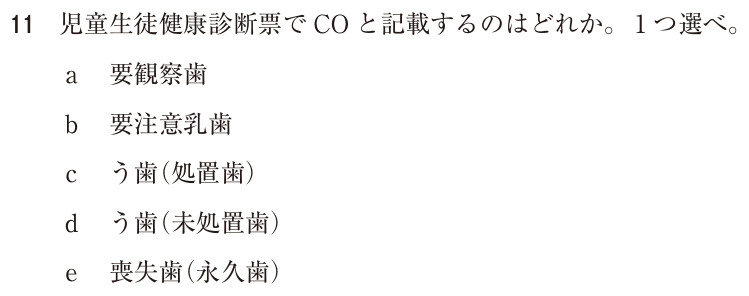 11 児童生徒健康診断票で CO と記載するのはどれか。1つ選べ。
a 要観察歯
b 要注意乳歯
c う歯(処置歯)
d う歯(未処置歯)
e 喪失歯(永久歯)